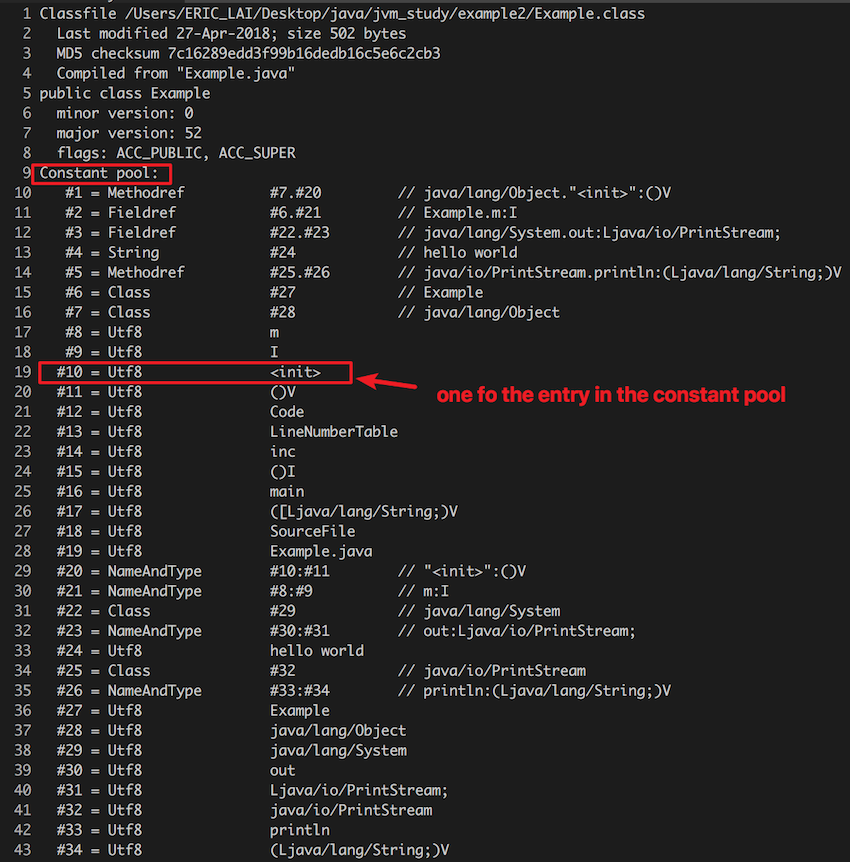 1 Classfile /Users/ERIC_LAI/Desktop/java/jvm_study/example2/Example.class
2 Last modified 27-Apr-2018; size 502 bytes
3 MD5 checksum 7c16289edd3f99b16dedab16c5e6c2cb3
4 Compiled from "Example.java"
5 public class Example
6 minor version: 0
7 major version: 52
8 flags: ACC_PUBLIC, ACC_SUPER
9 Constant pool:
10 #1 = Methodref #7.#20 // java/lang/Object."<init>":()V
11 #2 = Fieldref #6.#21 // Example.m:I
12 #3 = Fieldref #22.#23 // java/lang/System.out:Ljava/io/PrintStream;
13 #4 = String #24 // hello world
14 #5 = Methodref #25.#26 // java/io/PrintStream.println:(Ljava/lang/String;)V
15 #6 = Class #27 // Example
16 #7 = Class #28 // java/lang/Object
17 #8 = Utf8 m
18 #9 = Utf8 I
19 #10 = Utf8 <init>
20 #11 = Utf8 ()V
one fo the entry in the constant pool
21 #12 = Utf8 Code
22 #13 = Utf8 LineNumberTable
23 #14 = Utf8 inc
24 #15 = Utf8 ()I
25 #16 = Utf8 main
26 #17 = Utf8 ([Ljava/lang/String;)V
27 #18 = Utf8 SourceFile
28 #19 = Utf8 Example.java
29 #20 = NameAndType #10:#11 // "<init>":()V
30 #21 = NameAndType #8:#9 // m:I
31 #22 = Class #29 // java/lang/System
32 #23 = NameAndType #30:#31 // out:Ljava/io/PrintStream;
33 #24 = Utf8 hello world
34 #25 = Class #32 // java/io/PrintStream
35 #26 = NameAndType #33:#34 // println:(Ljava/lang/String;)V
36 #27 = Utf8 Example
37 #28 = Utf8 java/lang/Object
38 #29 = Utf8 java/lang/System
39 #30 = Utf8 out
40 #31 = Utf8 Ljava/io/PrintStream;
41 #32 = Utf8 java/io/PrintStream
42 #33 = Utf8 println
43 #34 = Utf8 (Ljava/lang/String;)V